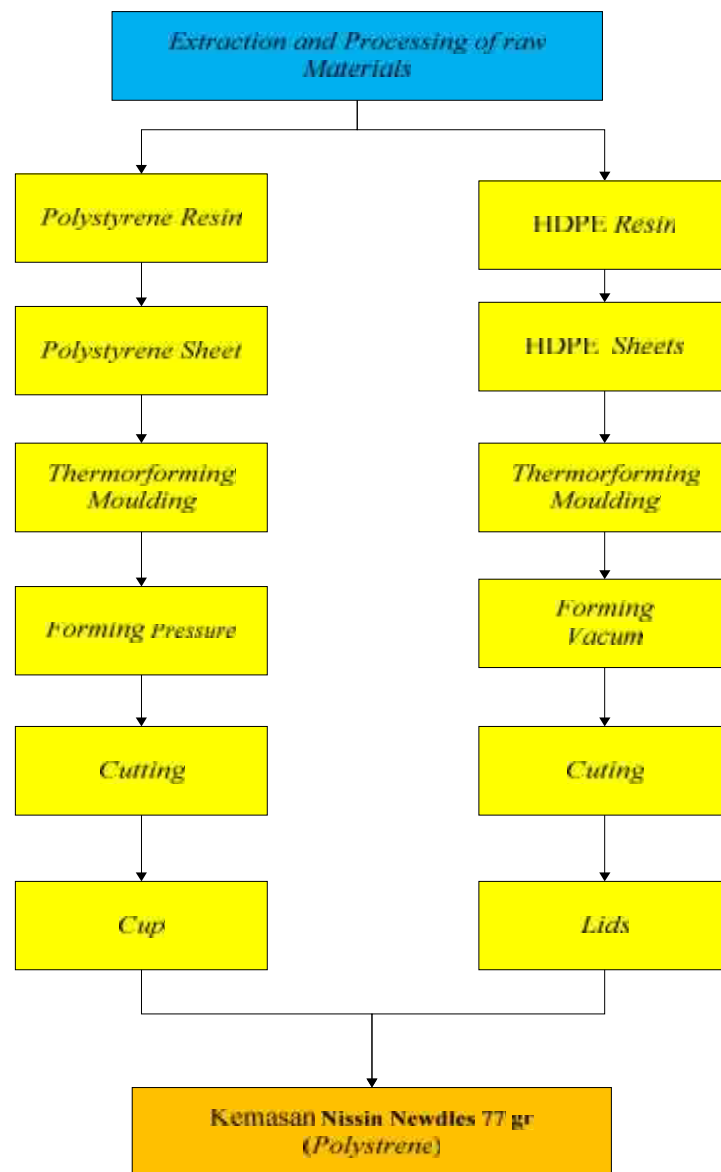 Extraction and Processing of raw
Materials
Polystyrene Resin
HDPE Resin
Polystyrene Sheet
HDPE Sheets
Thermorforming
Moulding
Thermorforming
Moulding
Forming Pressure
Forming
Vacum
Cutting
Cuting
Cup
Lids
Kemasan Nissin Newdles 77 gr
(Polystrene)